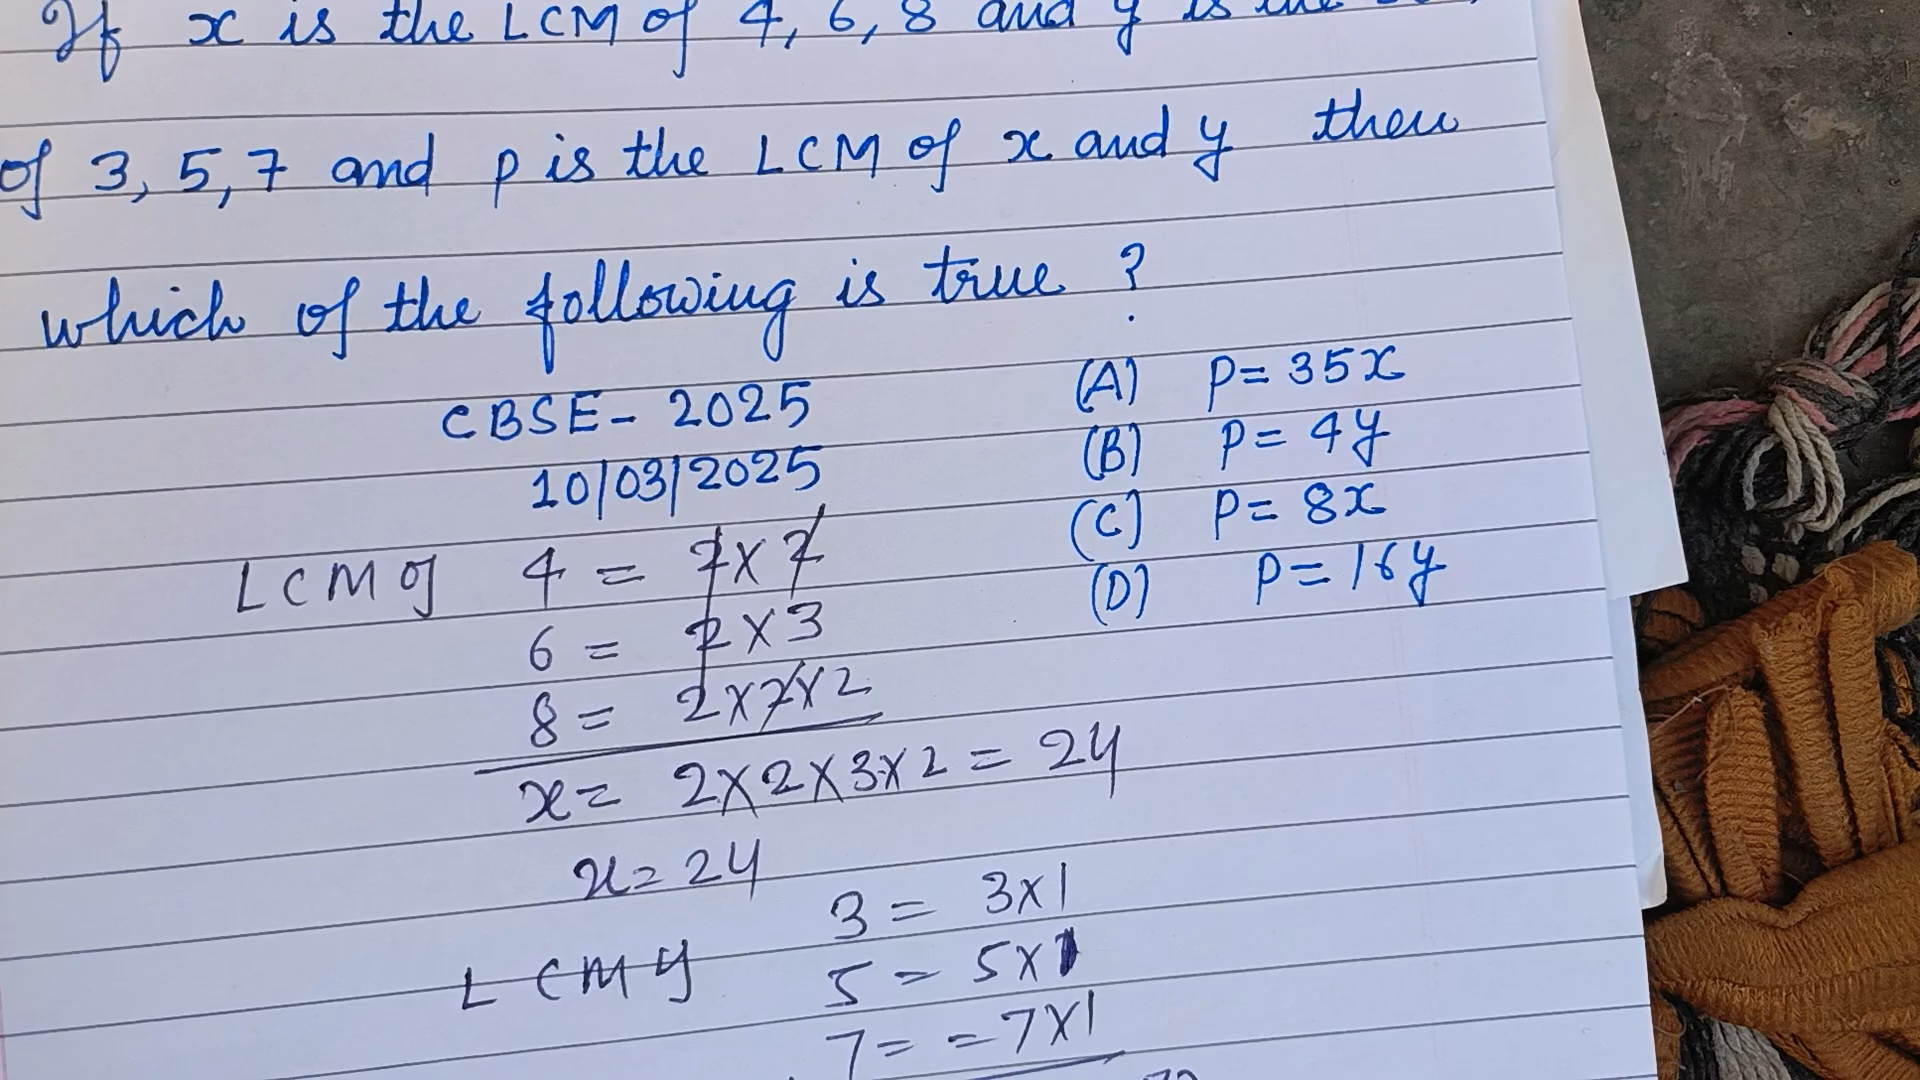 If x is the LCM of 4, 6, 8 and y is the
of 3, 5, 7 and p is the LCM of x and y then
which of the following is true ?
CBSE - 2025
10/03/2025
(A) P = 35x
(B) P = 4y
(C) P = 8x
(D) P = 16y
LCM of 4 = 2 x 2
6 = 2 x 3
8 = 2 x 2 x 2
x = 2 x 2 x 3 x 2 = 24
x = 24
3 = 3 x 1
LCM y 5 = 5 x 1
7 = = 7 x 1